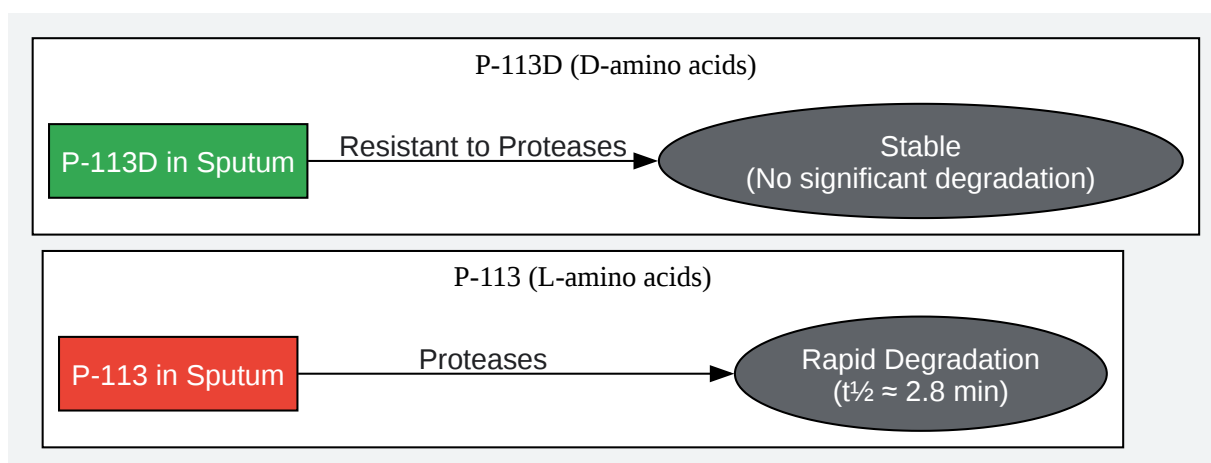 P-113D (D-amino acids)
P-113D in Sputum
Resistant to Proteases
Stable
(No significant degradation)
P-113 (L-amino acids)
P-113 in Sputum
Proteases
Rapid Degradation
(t½ ≈ 2.8 min)